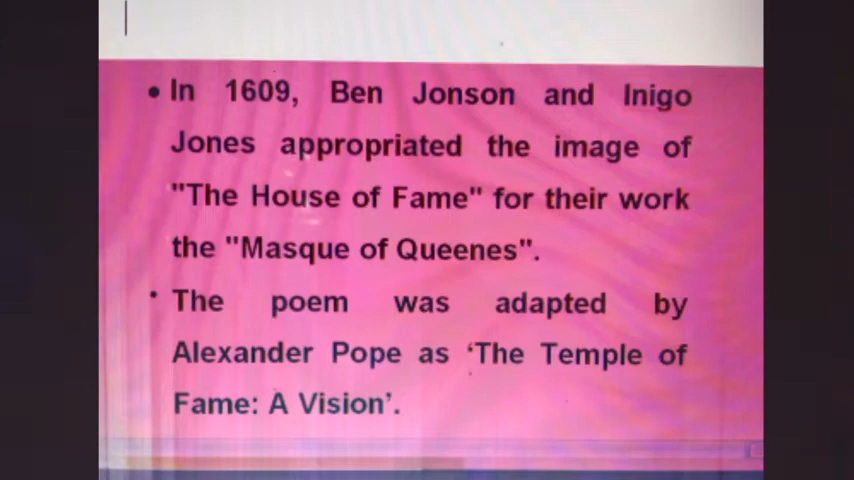 • In 1609, Ben Jonson and Inigo
Jones appropriated the image of
"The House of Fame" for their work
the "Masque of Queenes".
• The poem was adapted by
Alexander Pope as ‘The Temple of
Fame: A Vision’.